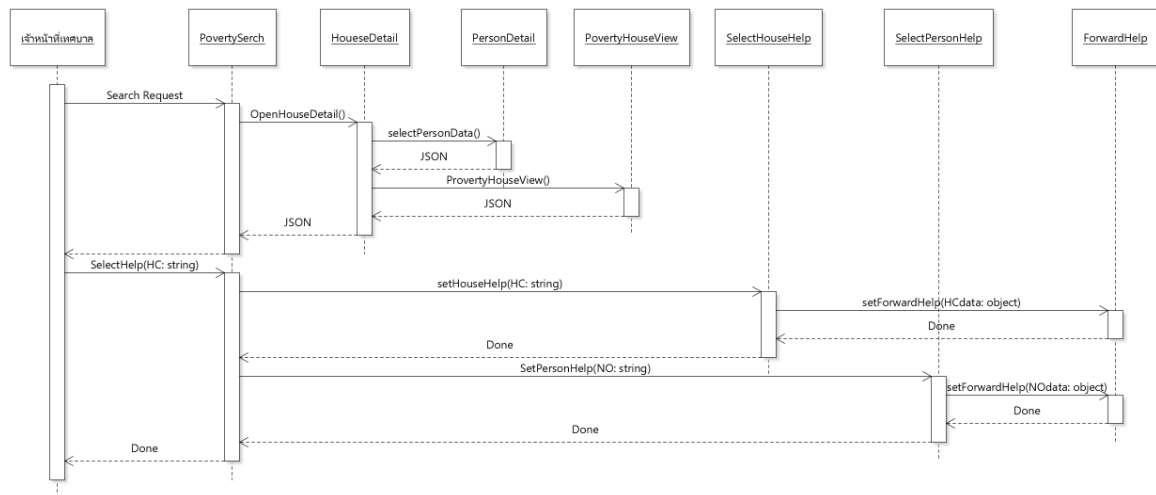 เจ้าหน้าที่เทศบาล
PovertySerch
HoueseDetail
PersonDetail
PovertyHouseView
SelectHouseHelp
SelectPersonHelp
ForwardHelp
Search Request
OpenHouseDetail()
selectPersonData()
JSON
ProvertyHouseView()
JSON
JSON
SelectHelp(HC: string)
setHouseHelp(HC: string)
setForwardHelp(HCdata: object)
Done
Done
SetPersonHelp(NO: string)
setForwardHelp(NOdata: object)
Done
Done
Done